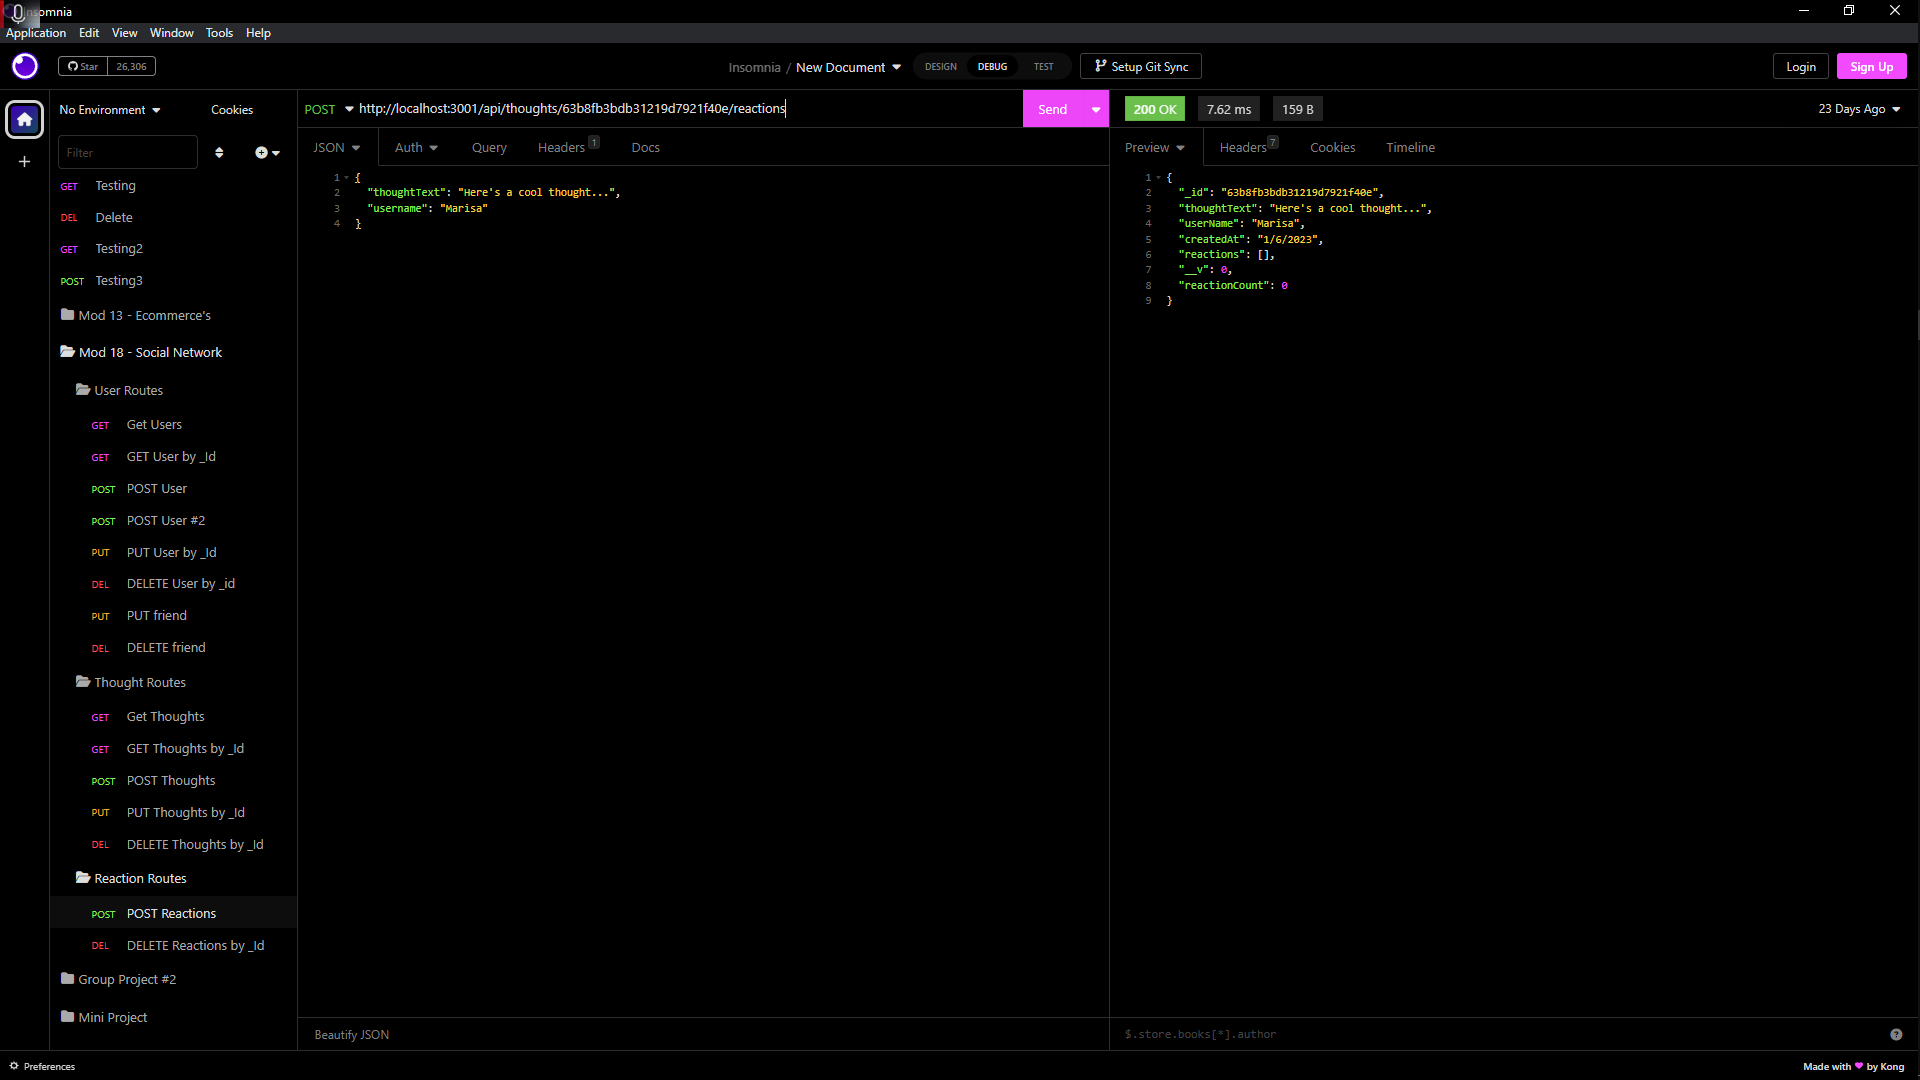 Insomnia
Application Edit View Window Tools Help
Star 26,306
Insomnia / New Document
DESIGN DEBUG TEST
Setup Git Sync
Login
Sign Up
No Environment
Cookies
Filter
GET Testing
DEL Delete
GET Testing2
POST Testing3
Mod 13 - Ecommerce's
Mod 18 - Social Network
User Routes
GET Get Users
GET GET User by _Id
POST POST User
POST POST User #2
PUT PUT User by _Id
DEL DELETE User by _id
PUT PUT friend
DEL DELETE friend
Thought Routes
GET Get Thoughts
GET GET Thoughts by _Id
POST POST Thoughts
PUT PUT Thoughts by _Id
DEL DELETE Thoughts by _Id
Reaction Routes
POST POST Reactions
DEL DELETE Reactions by _Id
Group Project #2
Mini Project
POST http://localhost:3001/api/thoughts/63b8fb3bdb31219d7921f40e/reactions
Send
JSON Auth Query Headers 1 Docs
1 {
2 "thoughtText": "Here's a cool thought...",
3 "username": "Marisa"
4 }
Beautify JSON
200 OK 7.62 ms 159 B
23 Days Ago
Preview Headers 7 Cookies Timeline
1 {
2 "_id": "63b8fb3bdb31219d7921f40e",
3 "thoughtText": "Here's a cool thought...",
4 "userName": "Marisa",
5 "createdAt": "1/6/2023",
6 "reactions": [],
7 "__v": 0,
8 "reactionCount": 0
9 }
$.store.books[*].author
?
Preferences
Made with ♥ by Kong